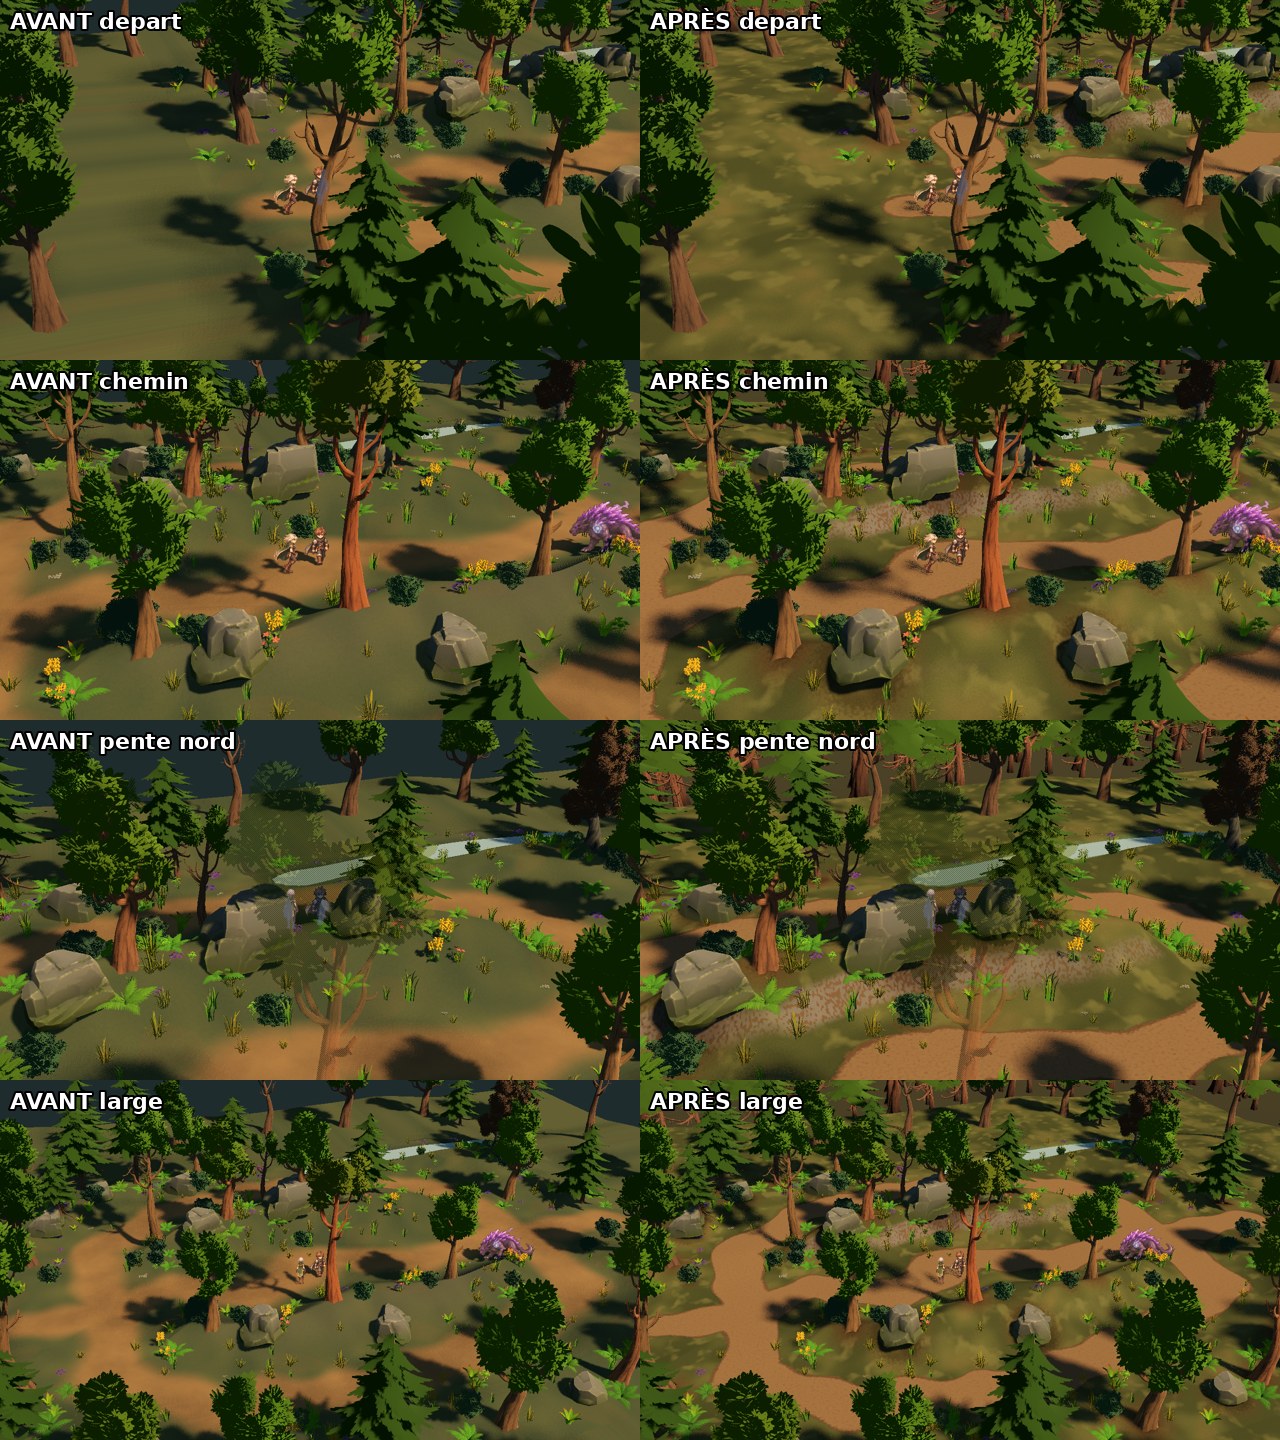 AVANT depart
APRÈS depart
AVANT chemin
APRÈS chemin
AVANT pente nord
APRÈS pente nord
AVANT large
APRÈS large